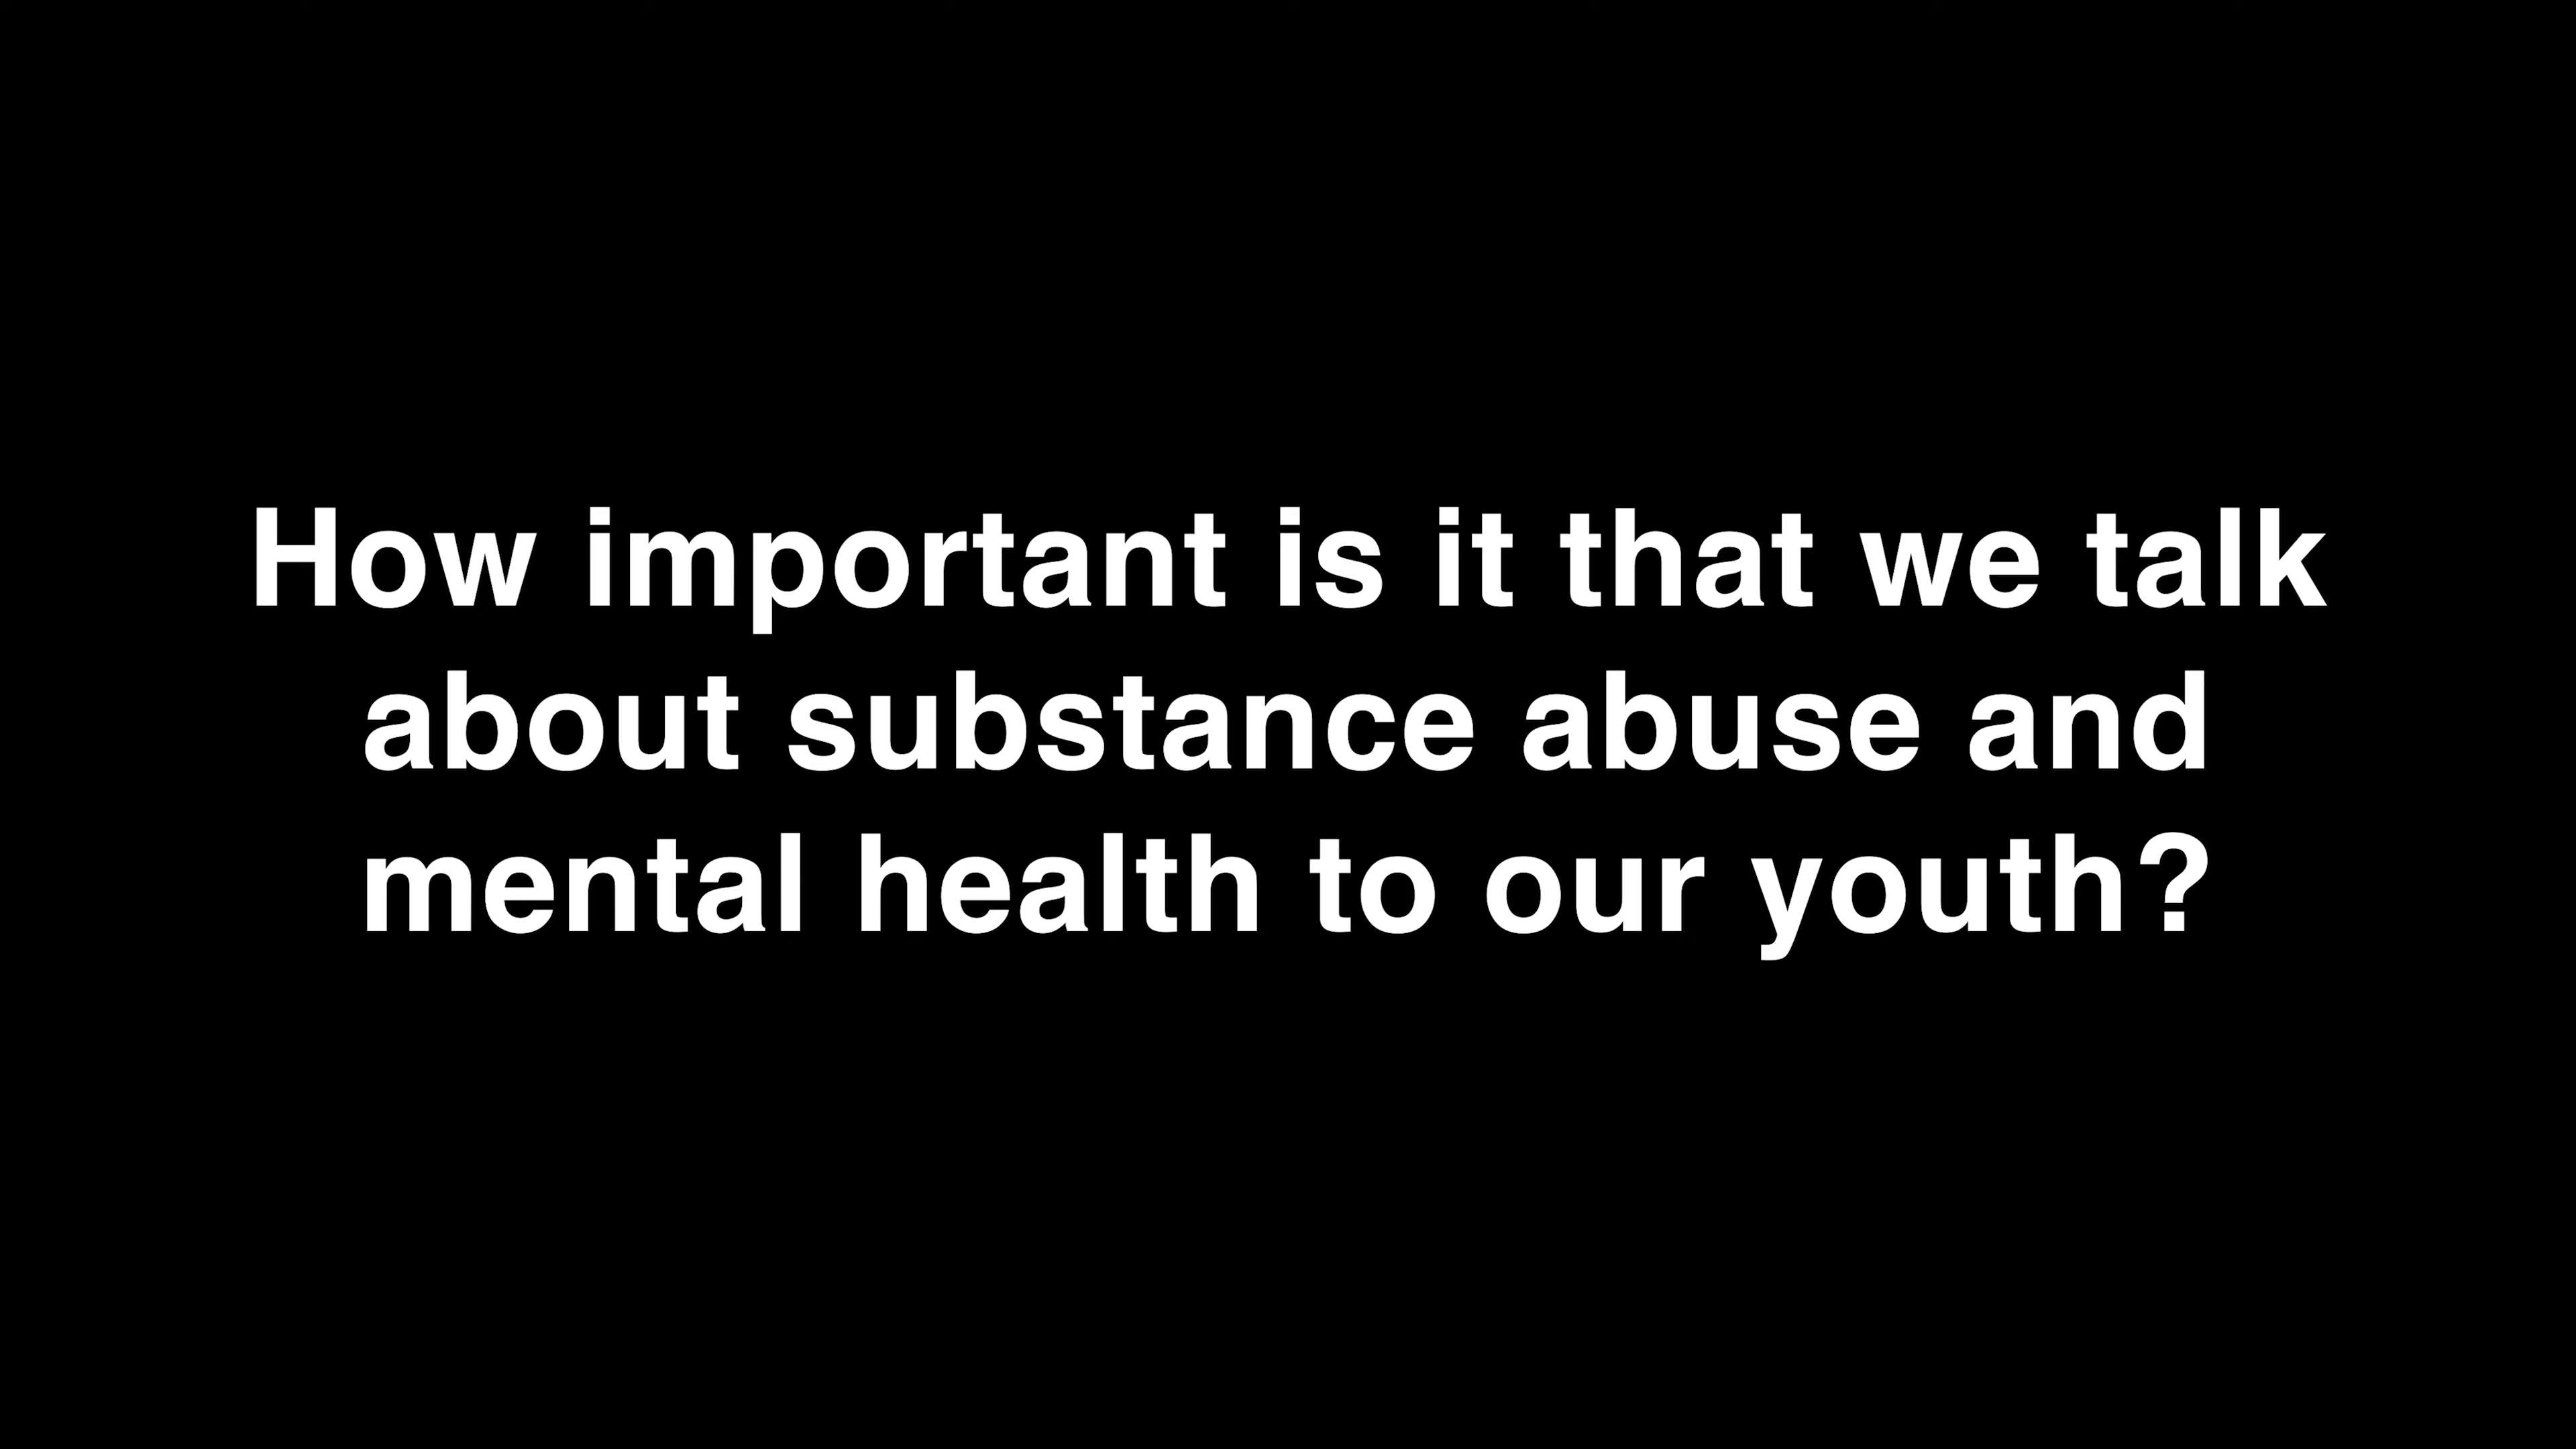 How important is it that we talk
about substance abuse and
mental health to our youth?